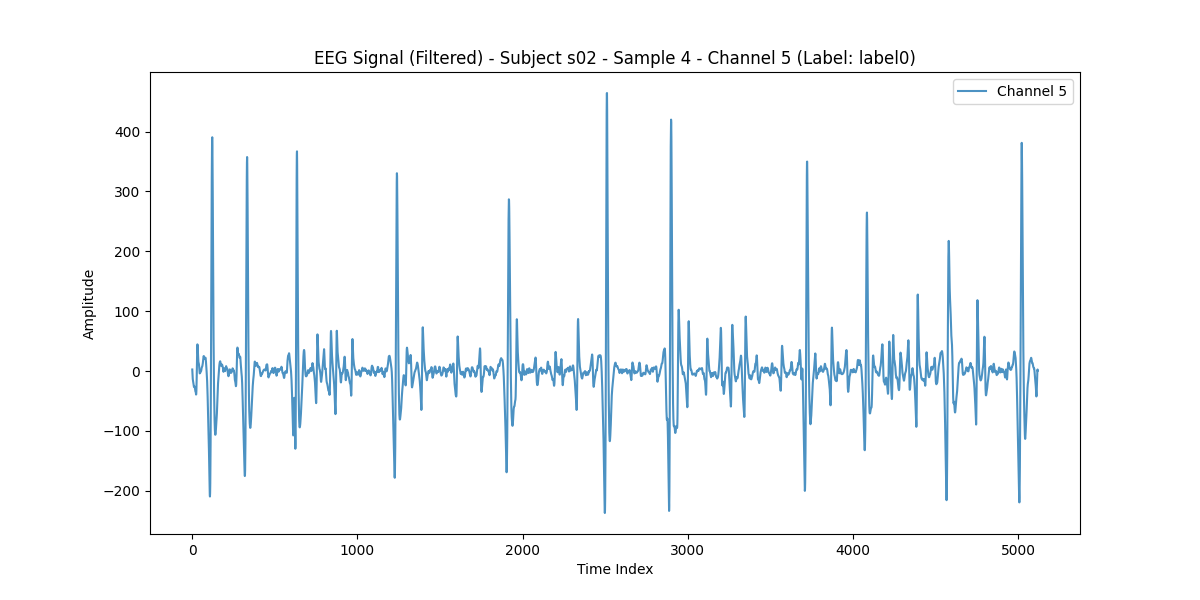 EEG Signal (Filtered) - Subject s02 - Sample 4 - Channel 5 (Label: label0)
Channel 5
400
300
200
100
0
−100
−200
Amplitude
0 1000 2000 3000 4000 5000
Time Index